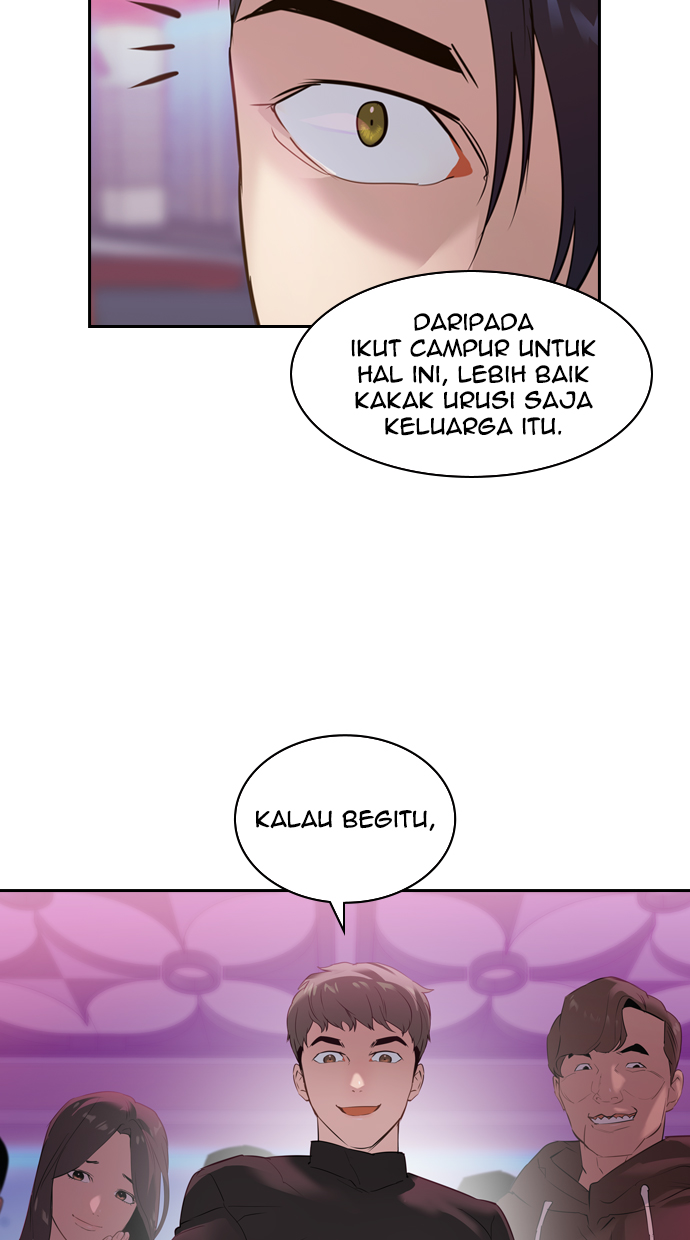 DARIPADA
IKUT CAMPUR UNTUK
HAL INI, LEBIH BAIK
KAKAK URUSI SAJA
KELUARGA ITU.
KALAU BEGITU,